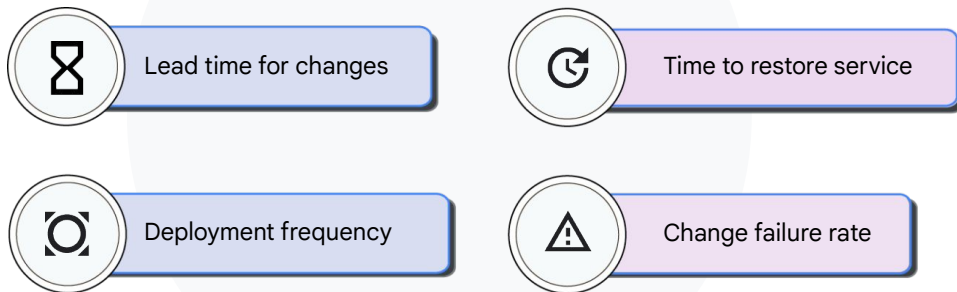 Lead time for changes
Time to restore service
Deployment frequency
Change failure rate